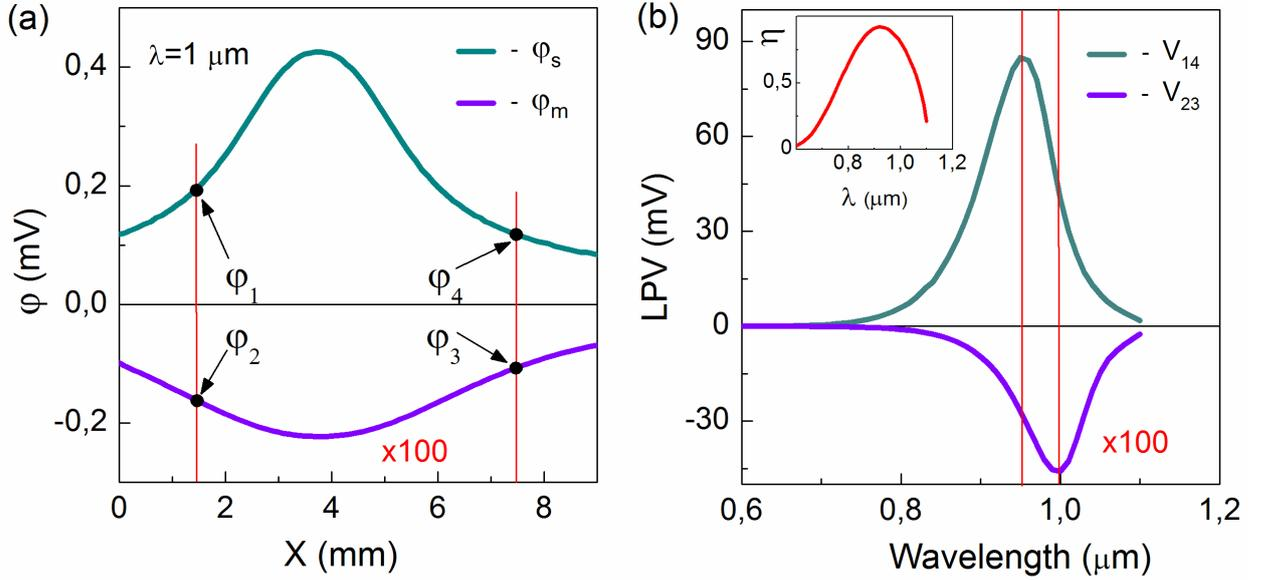 (a)
λ=1 μm
- φs
- φm
0,4
0,2
0,0
-0,2
φ (mV)
φ1
φ4
φ2
φ3
x100
0
2
4
6
8
X (mm)
(b)
90
60
30
0
-30
LPV (mV)
- V14
- V23
η
0,5
0
0,8
1,0
1,2
λ (μm)
x100
0,6
0,8
1,0
1,2
Wavelength (μm)